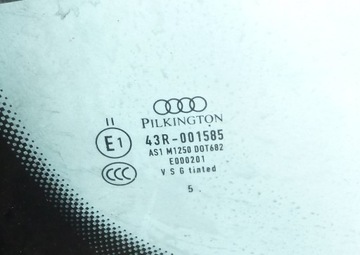 PILKINGTON
II
E1 43R-001585
AS1 M1250 DOT682
E000201
CCC V S G tinted
5